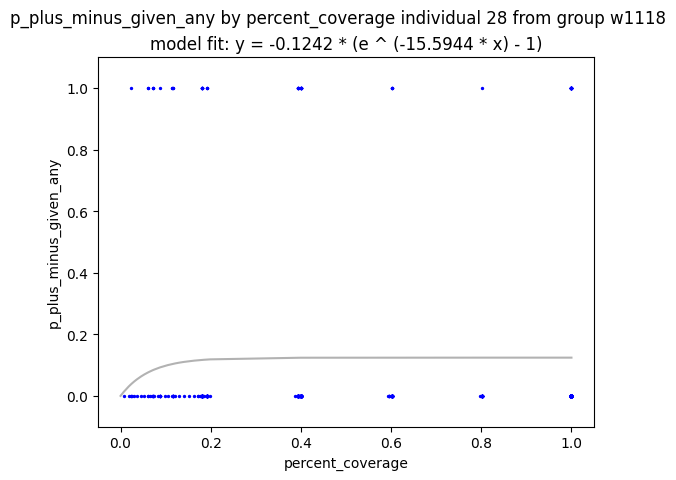 p_plus_minus_given_any by percent_coverage individual 28 from group w1118
model fit: y = -0.1242 * (e ^ (-15.5944 * x) - 1)
1.0
0.8
0.6
0.4
0.2
0.0
p_plus_minus_given_any
0.0 0.2 0.4 0.6 0.8 1.0
percent_coverage